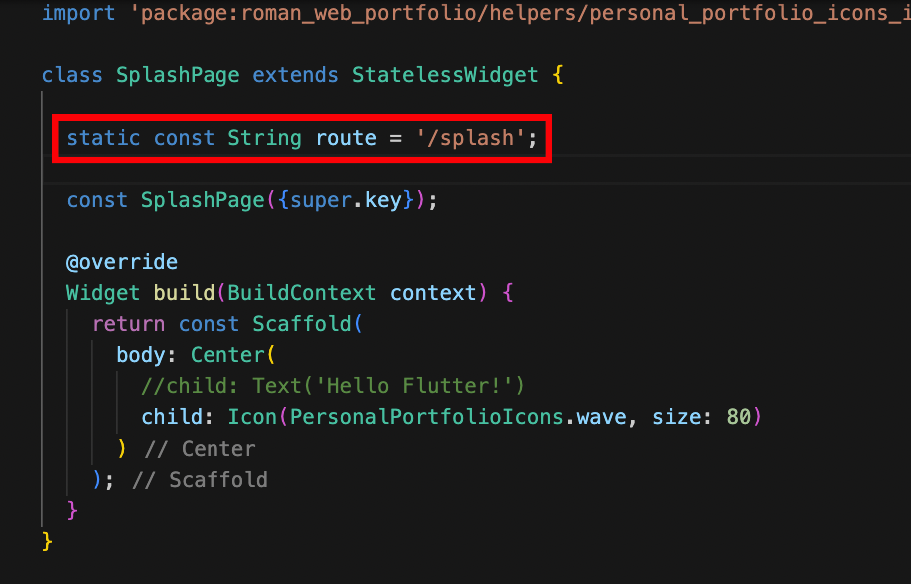 import 'package:roman_web_portfolio/helpers/personal_portfolio_icons_i
class SplashPage extends StatelessWidget {
static const String route = '/splash';
const SplashPage({super.key});
@override
Widget build(BuildContext context) {
return const Scaffold(
body: Center(
//child: Text('Hello Flutter!')
child: Icon(PersonalPortfolioIcons.wave, size: 80)
) // Center
); // Scaffold
}
}